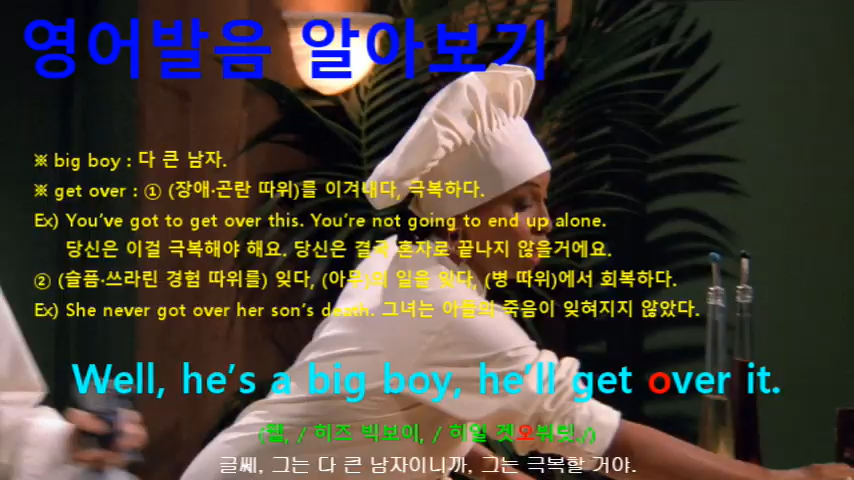 영어발음 알아보기
※ big boy : 다 큰 남자.
※ get over : ① (장애·곤란 따위)를 이겨내다, 극복하다.
Ex) You've got to get over this. You're not going to end up alone.
당신은 이걸 극복해야 해요. 당신은 결국 혼자로 끝나지 않을거에요.
② (슬픔·쓰라린 경험 따위를) 잊다, (아무)의 일을 잊다, (병 따위)에서 회복하다.
Ex) She never got over her son's death. 그녀는 아들의 죽음이 잊혀지지 않았다.
Well, he's a big boy, he'll get over it.
(웰, / 히즈 빅보이, / 히일 겟오붜릿./)
글쎄, 그는 다 큰 남자이니까, 그는 극복할 거야.